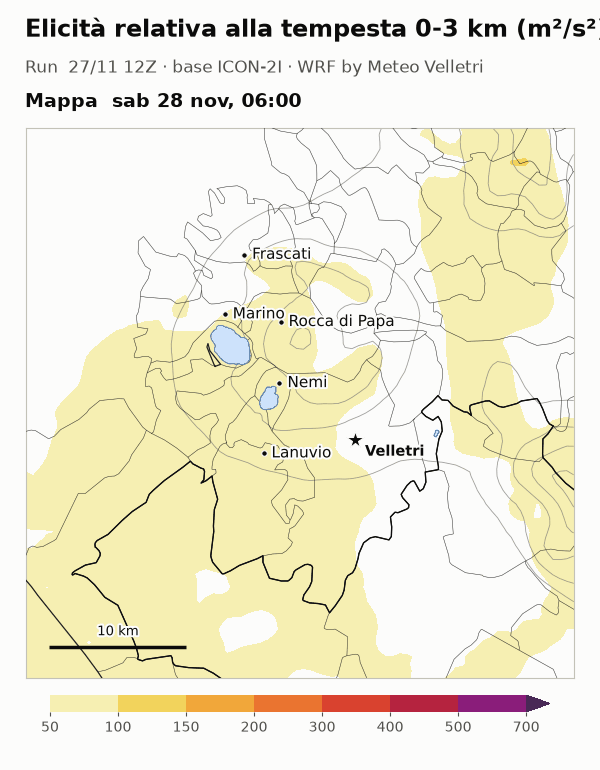 Elicità relativa alla tempesta 0-3 km (m²/s²)
Run  27/11 12Z · base ICON-2I · WRF by Meteo Velletri
Mappa  sab 28 nov, 06:00
Frascati
Marino
Rocca di Papa
Nemi
Velletri
Lanuvio
10 km
50 100 150 200 300 400 500 700